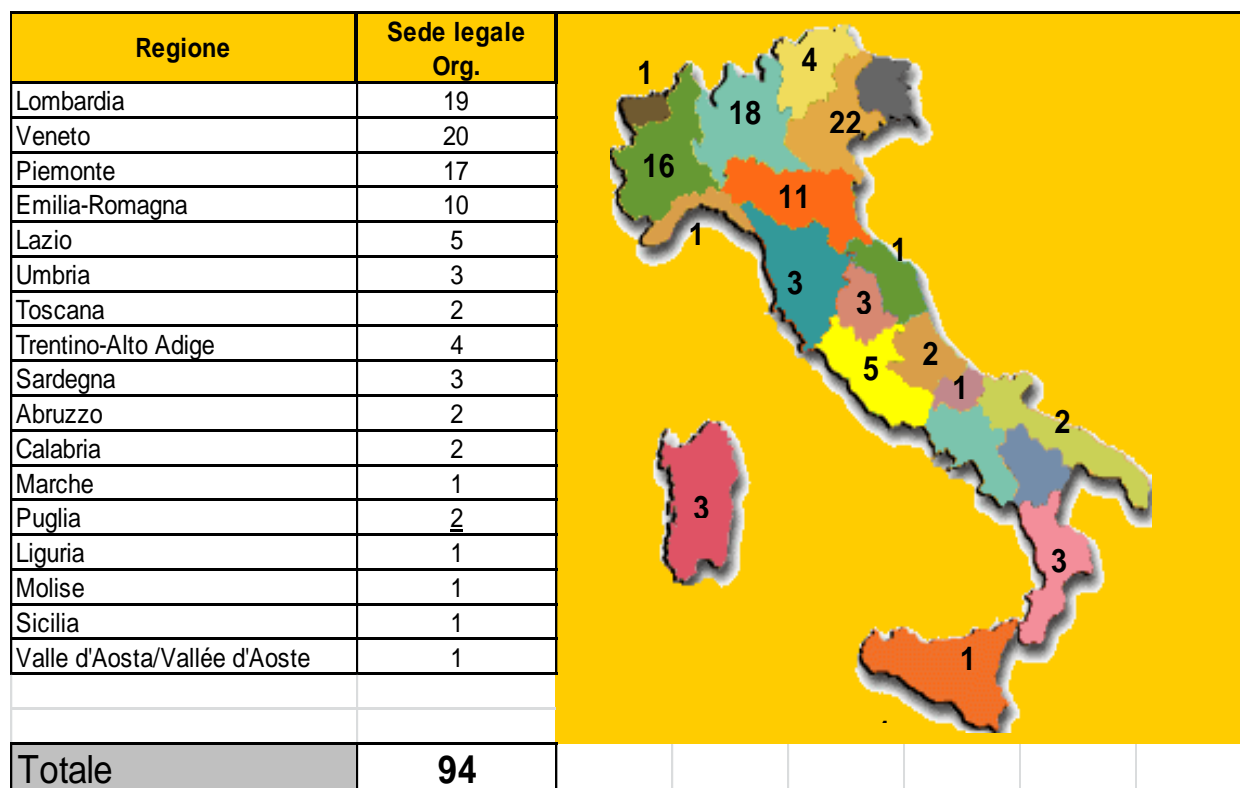 Regione Sede legale Org.
Lombardia 19
Veneto 20
Piemonte 17
Emilia-Romagna 10
Lazio 5
Umbria 3
Toscana 2
Trentino-Alto Adige 4
Sardegna 3
Abruzzo 2
Calabria 2
Marche 1
Puglia 2
Liguria 1
Molise 1
Sicilia 1
Valle d'Aosta/Vallée d'Aoste 1
Totale 94
4
1
18
22
16
11
1
1
3
3
2
5
1
2
3
3
1